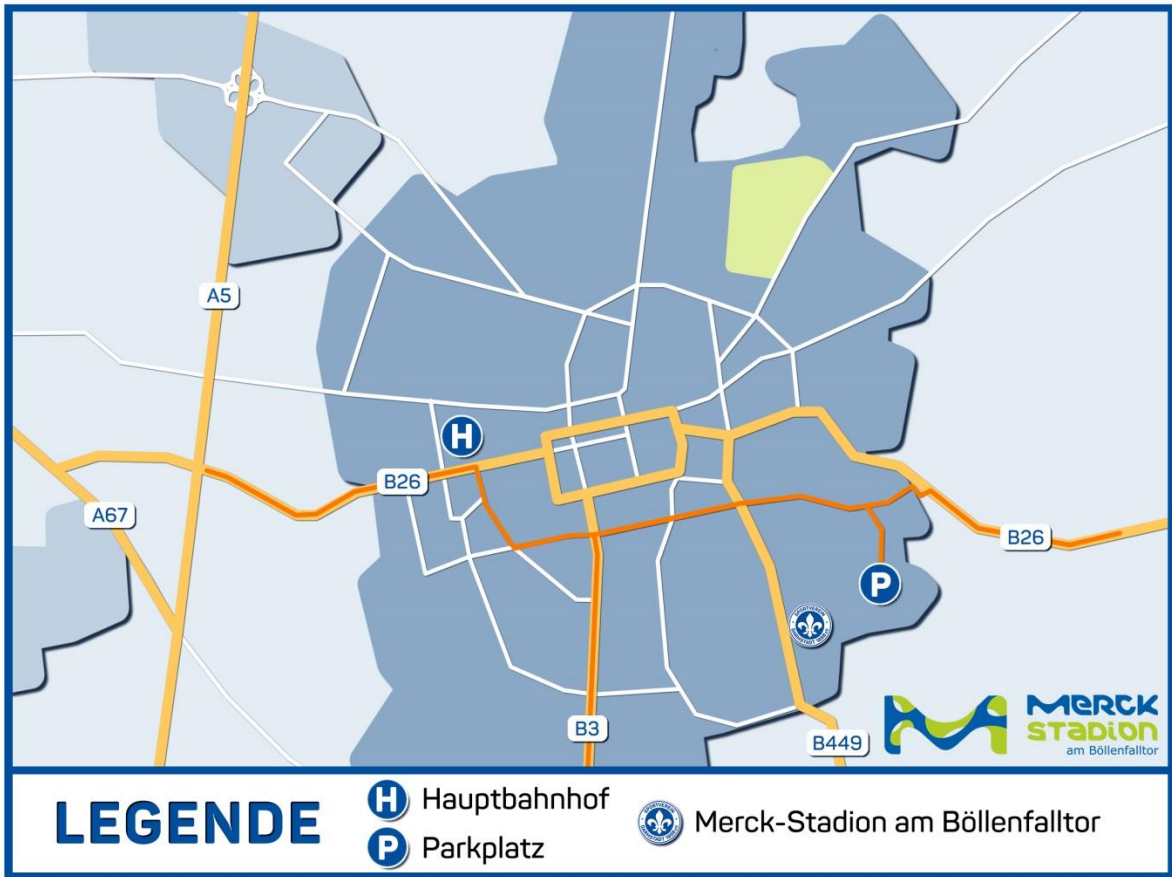 A5
H
B26
A67
B26
P
B3
B449
MERCK
STADION
am Böllenfalltor
LEGENDE
H Hauptbahnhof
P Parkplatz
Merck-Stadion am Böllenfalltor